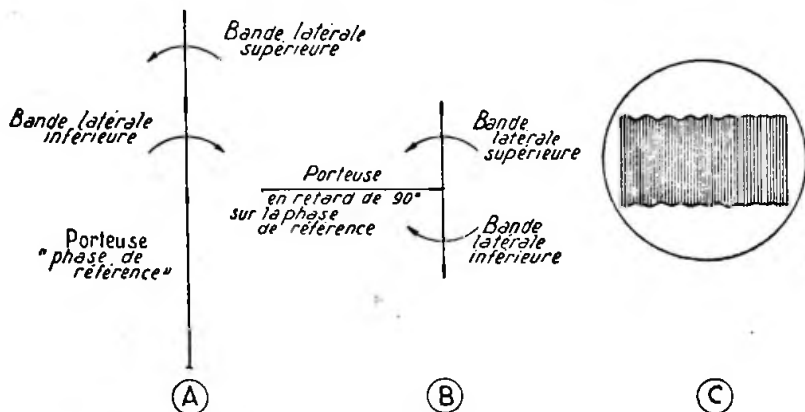 Bande latérale
supérieure
Bande latérale
inférieure
Porteuse
"phase de
référence"
A
Porteuse
en retard de 90°
sur la phase
de référence
Bande
latérale
supérieure
Bande
latérale
inférieure
B
C